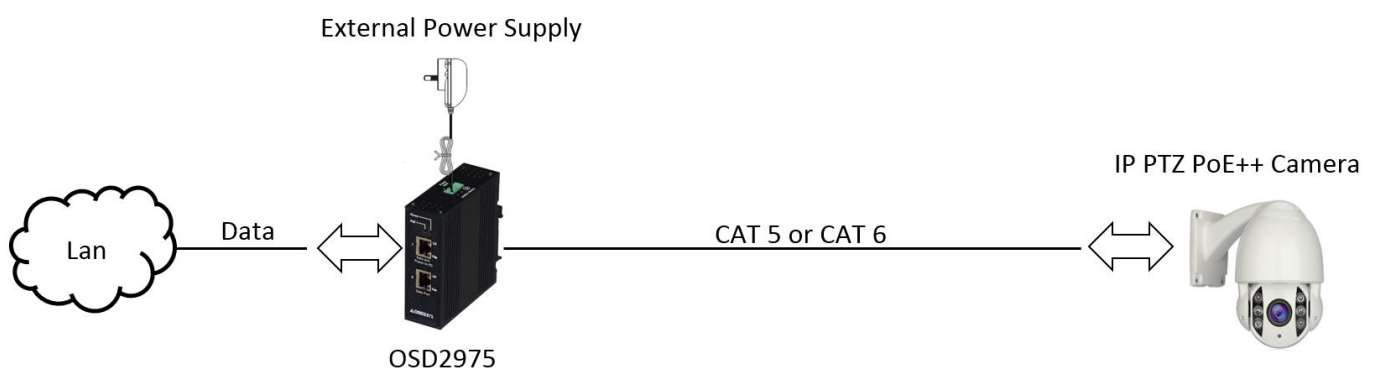 External Power Supply
IP PTZ PoE++ Camera
Lan
Data
CAT 5 or CAT 6
OSD2975